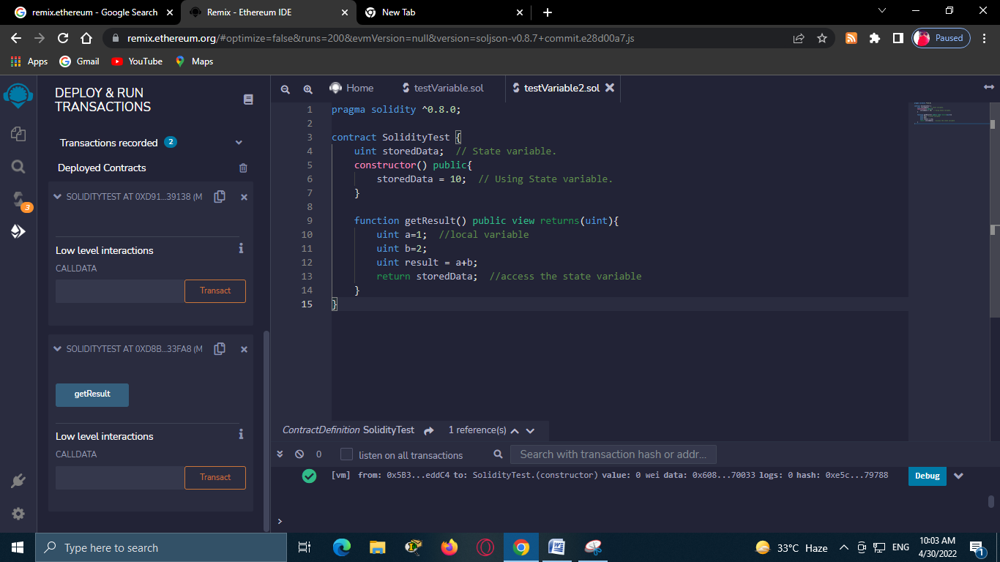 remix.ethereum - Google Search
Remix - Ethereum IDE
New Tab
remix.ethereum.org/#optimize=false&runs=200&evmVersion=null&version=soljson-v0.8.7+commit.e28d00a7.js
Paused
Apps
Gmail
YouTube
Maps
DEPLOY & RUN
TRANSACTIONS
Transactions recorded 2
Deployed Contracts
SOLIDITYTEST AT 0XD91...39138 (M
Low level interactions
CALLDATA
Transact
SOLIDITYTEST AT 0XD8B...33FA8 (M
getResult
Low level interactions
CALLDATA
Transact
3
Home
testVariable.sol
testVariable2.sol
1 pragma solidity ^0.8.0;
2
3 contract SolidityTest {
4 uint storedData; // State variable.
5 constructor() public{
6 storedData = 10; // Using State variable.
7 }
8
9 function getResult() public view returns(uint){
10 uint a=1; //local variable
11 uint b=2;
12 uint result = a+b;
13 return storedData; //access the state variable
14 }
15 }
ContractDefinition SolidityTest 1 reference(s)
0 listen on all transactions Search with transaction hash or addr...
[vm] from: 0x5B3...eddC4 to: SolidityTest.(constructor) value: 0 wei data: 0x608...70033 logs: 0 hash: 0xe5c...79788
Debug
>
Type here to search
33°C Haze
ENG
10:03 AM
4/30/2022
1